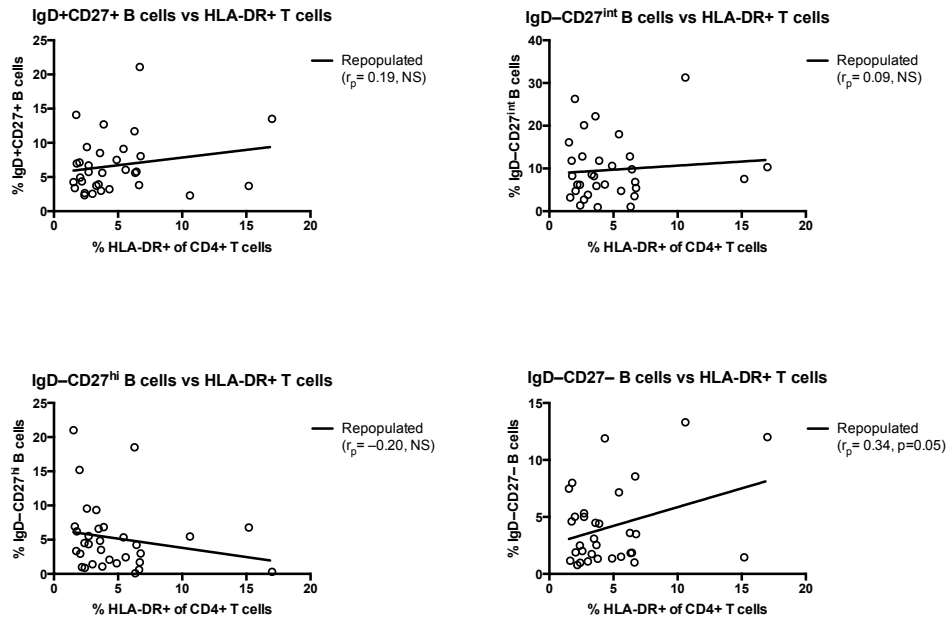 IgD+CD27+ B cells vs HLA-DR+ T cells
% IgD+CD27+ B cells
25
20
15
10
5
0
0 5 10 15 20
% HLA-DR+ of CD4+ T cells
Repopulated
(rp= 0.19, NS)
IgD–CD27int B cells vs HLA-DR+ T cells
% IgD–CD27int B cells
40
30
20
10
0
0 5 10 15 20
% HLA-DR+ of CD4+ T cells
Repopulated
(rp= 0.09, NS)
IgD–CD27hi B cells vs HLA-DR+ T cells
% IgD–CD27hi B cells
25
20
15
10
5
0
0 5 10 15 20
% HLA-DR+ of CD4+ T cells
Repopulated
(rp= –0.20, NS)
IgD–CD27– B cells vs HLA-DR+ T cells
% IgD–CD27– B cells
15
10
5
0
0 5 10 15 20
% HLA-DR+ of CD4+ T cells
Repopulated
(rp= 0.34, p=0.05)